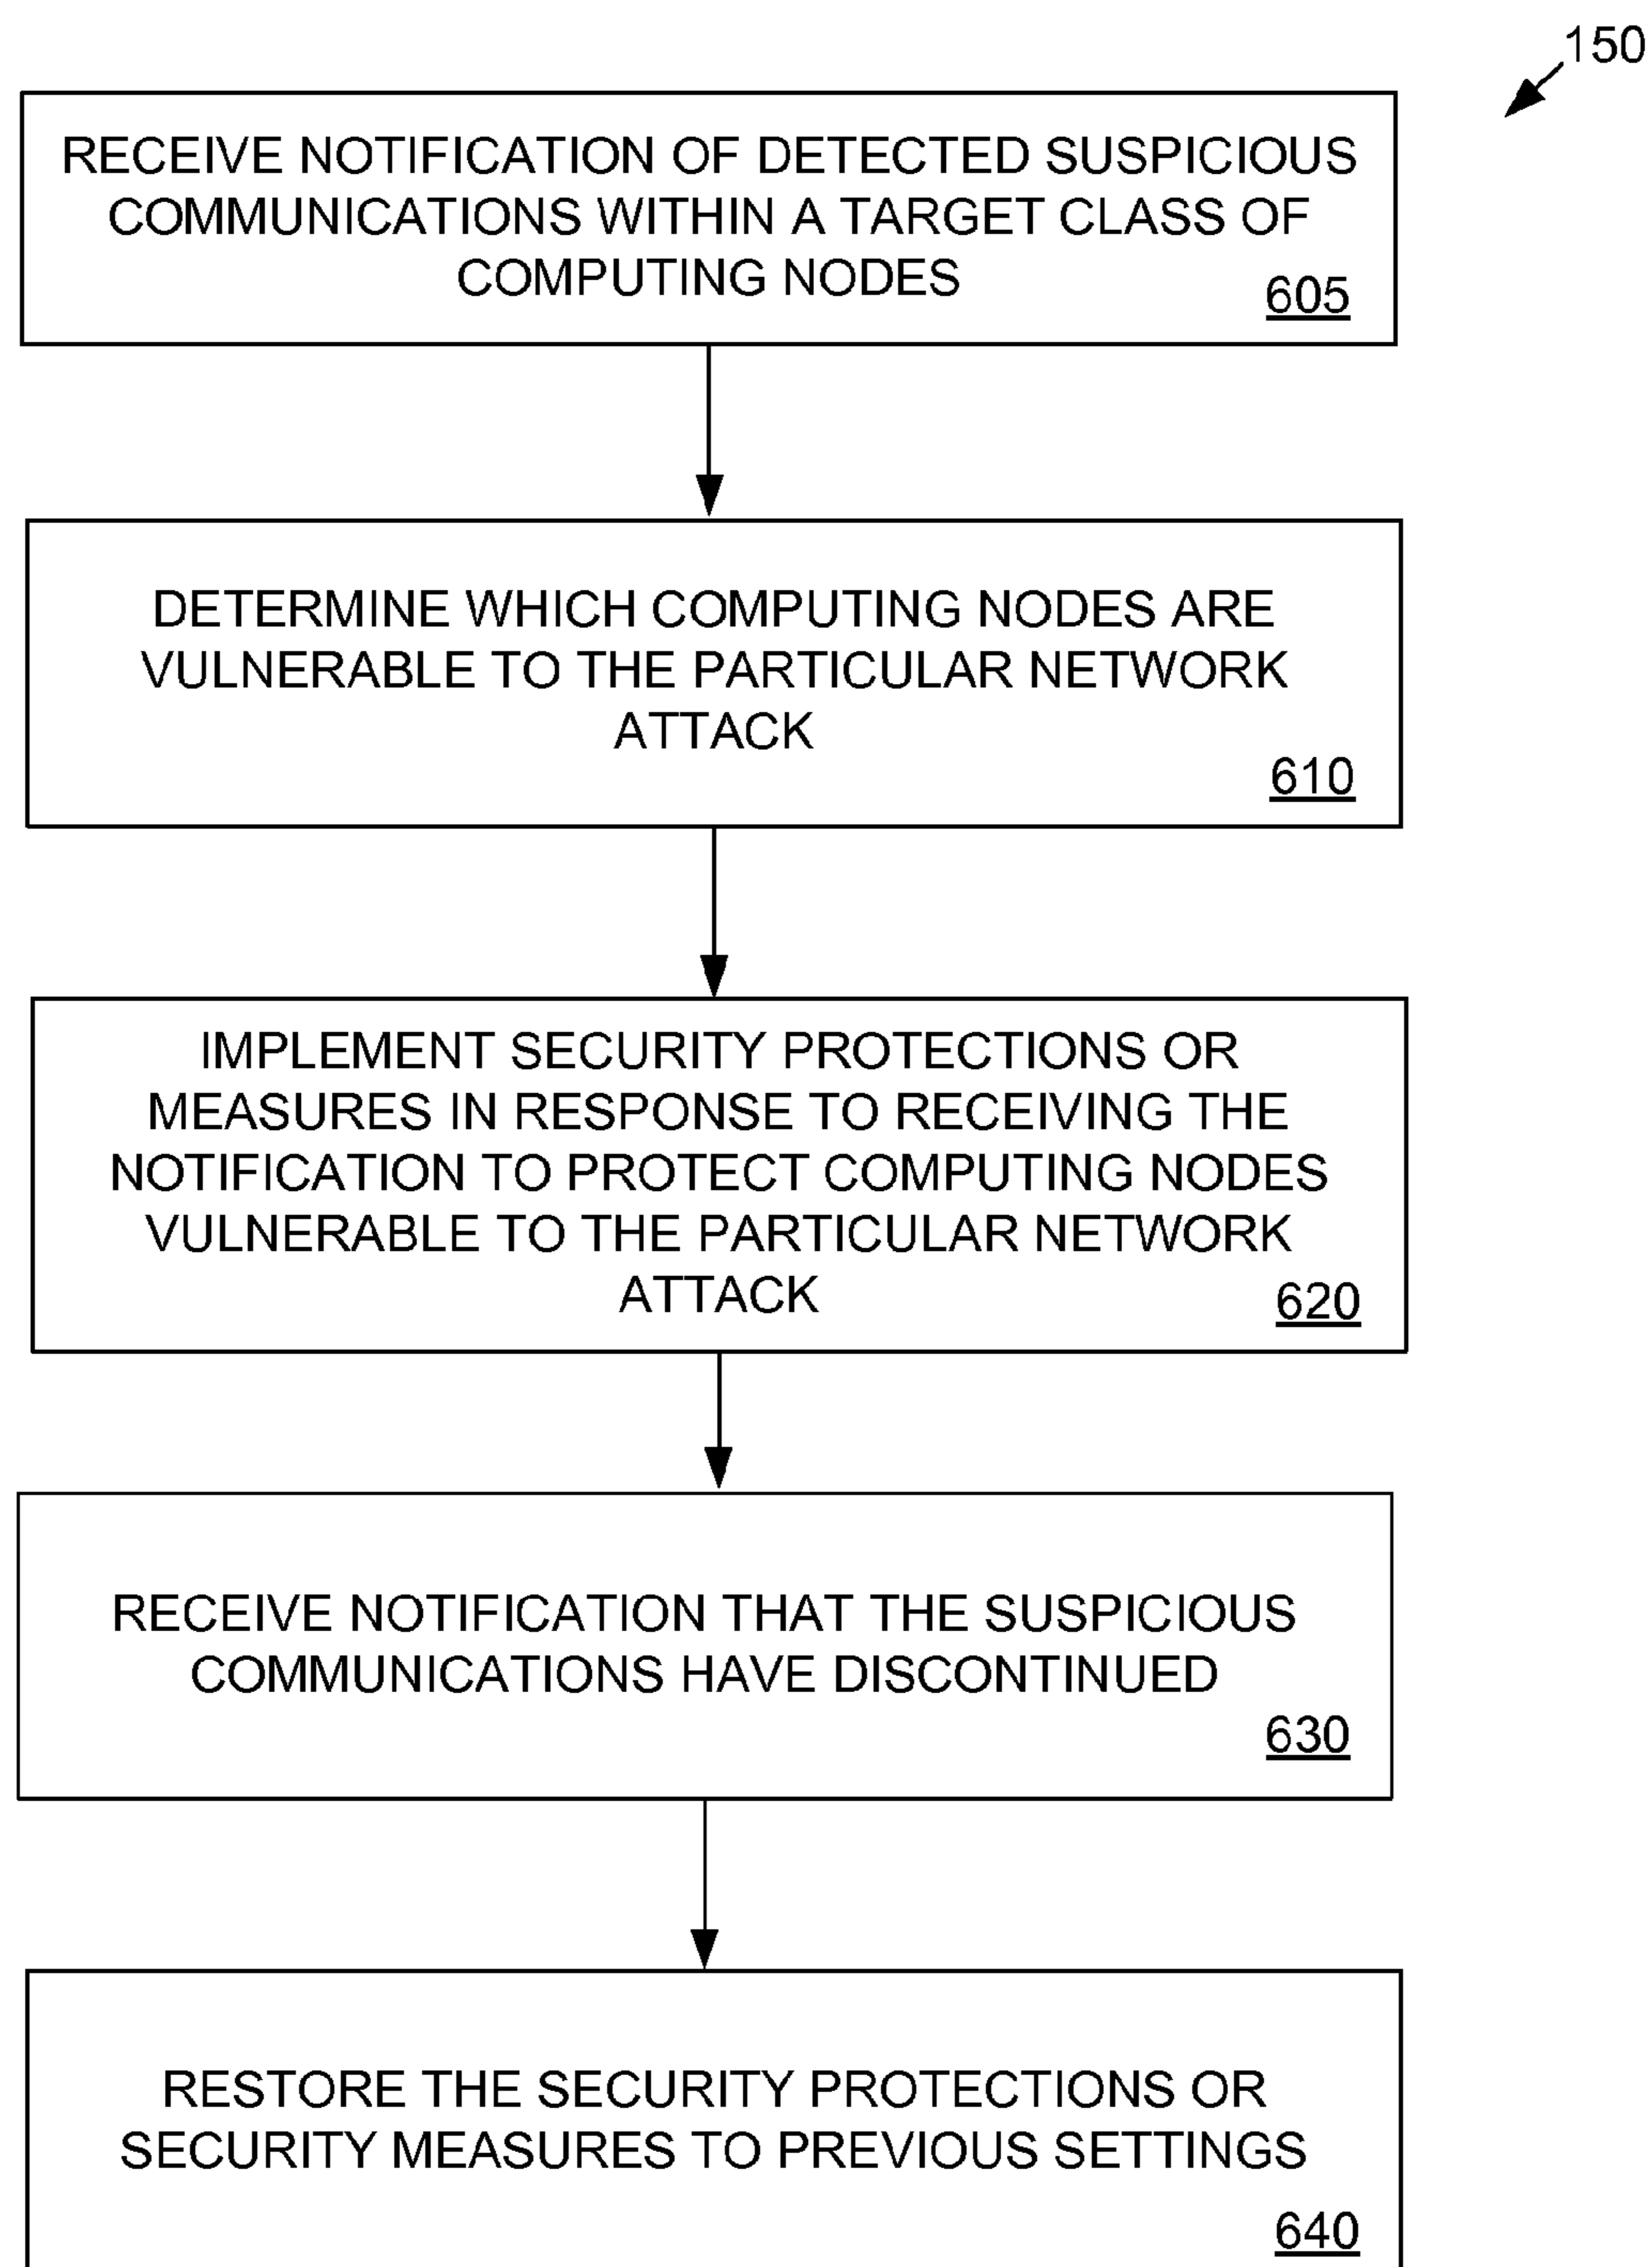 150
RECEIVE NOTIFICATION OF DETECTED SUSPICIOUS
COMMUNICATIONS WITHIN A TARGET CLASS OF
COMPUTING NODES
605
DETERMINE WHICH COMPUTING NODES ARE
VULNERABLE TO THE PARTICULAR NETWORK
ATTACK
610
IMPLEMENT SECURITY PROTECTIONS OR
MEASURES IN RESPONSE TO RECEIVING THE
NOTIFICATION TO PROTECT COMPUTING NODES
VULNERABLE TO THE PARTICULAR NETWORK
ATTACK
620
RECEIVE NOTIFICATION THAT THE SUSPICIOUS
COMMUNICATIONS HAVE DISCONTINUED
630
RESTORE THE SECURITY PROTECTIONS OR
SECURITY MEASURES TO PREVIOUS SETTINGS
640